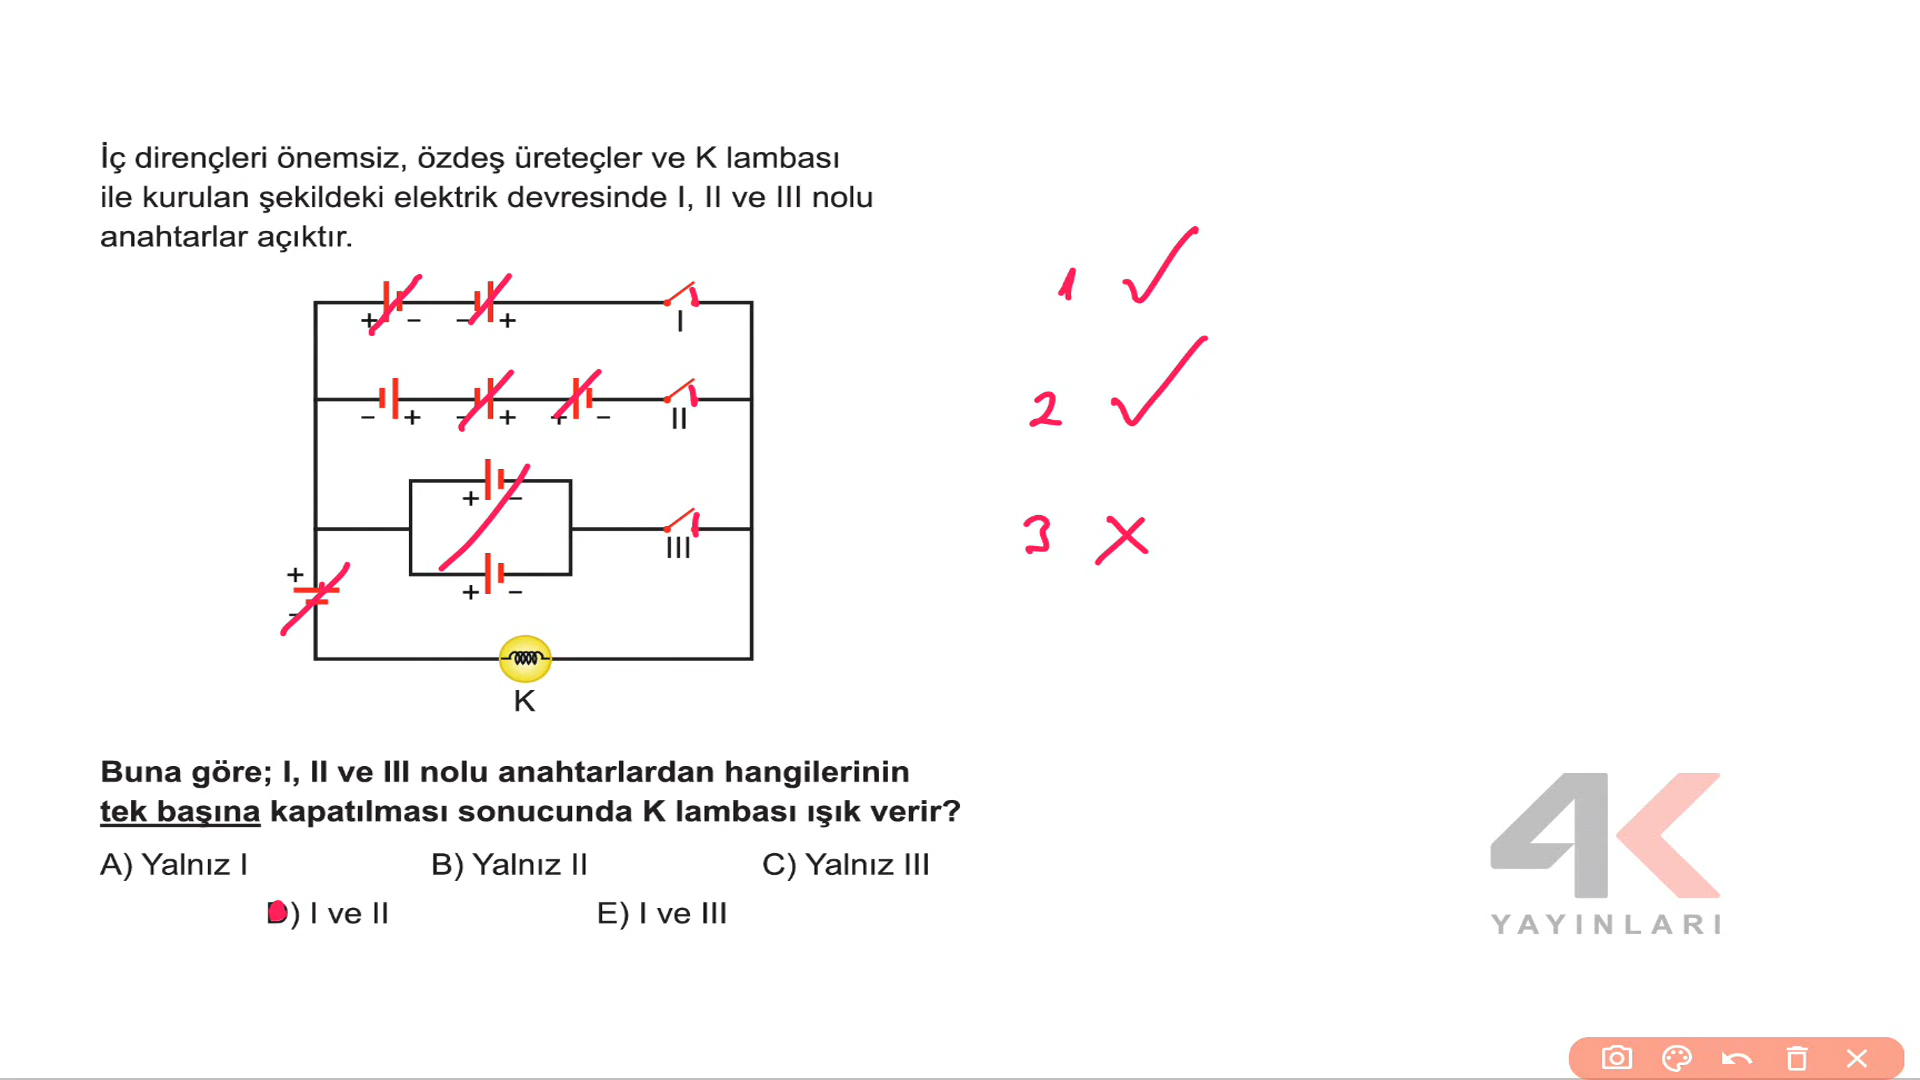 İç dirençleri önemsiz, özdeş üreteçler ve K lambası
ile kurulan şekildeki elektrik devresinde I, II ve III nolu
anahtarlar açıktır.
+ - - + I
- + - + + - II
+ -
III
+ -
+
-
K
1 ✓
2 ✓
3 X
Buna göre; I, II ve III nolu anahtarlardan hangilerinin
tek başına kapatılması sonucunda K lambası ışık verir?
A) Yalnız I B) Yalnız II C) Yalnız III
D) I ve II E) I ve III
4K
YAYINLARI